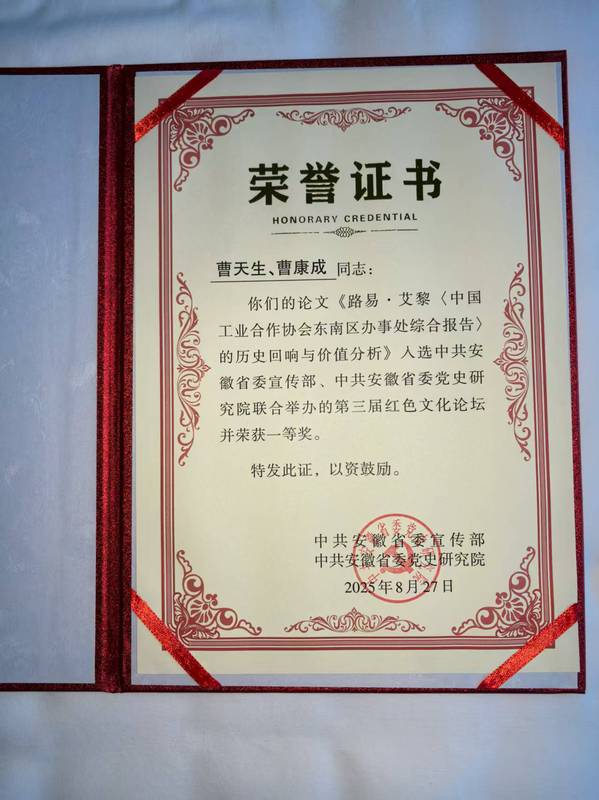 荣誉证书
HONORARY CREDENTIAL
曹天生、曹康成 同志：
你们的论文《路易·艾黎〈中国
工业合作协会东南区办事处综合报告〉
的历史回响与价值分析》入选中共安
徽省委宣传部、中共安徽省委党史研
究院联合举办的第三届红色文化论坛
并荣获一等奖。
特发此证，以资鼓励。
中共安徽省委宣传部
中共安徽省委党史研究院
2025年8月27日